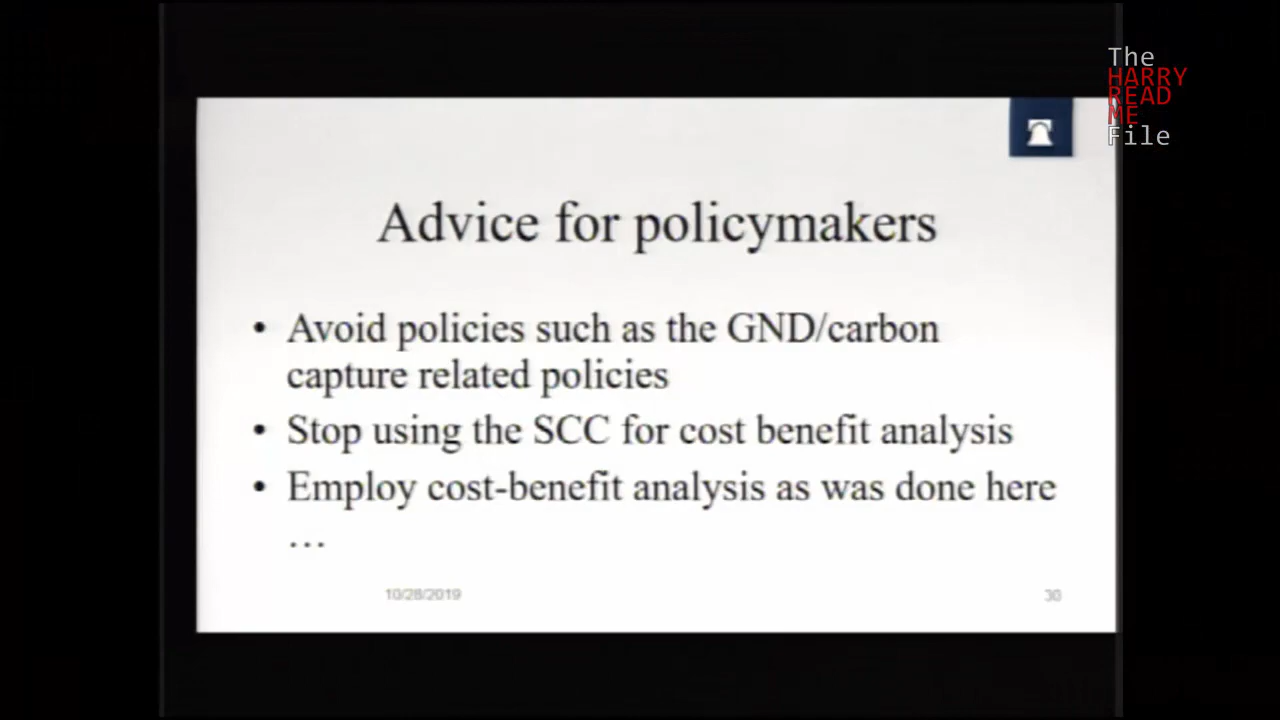 The
HARRY
READ
ME
File
Advice for policymakers
• Avoid policies such as the GND/carbon
capture related policies
• Stop using the SCC for cost benefit analysis
• Employ cost-benefit analysis as was done here
…
10/28/2019
30